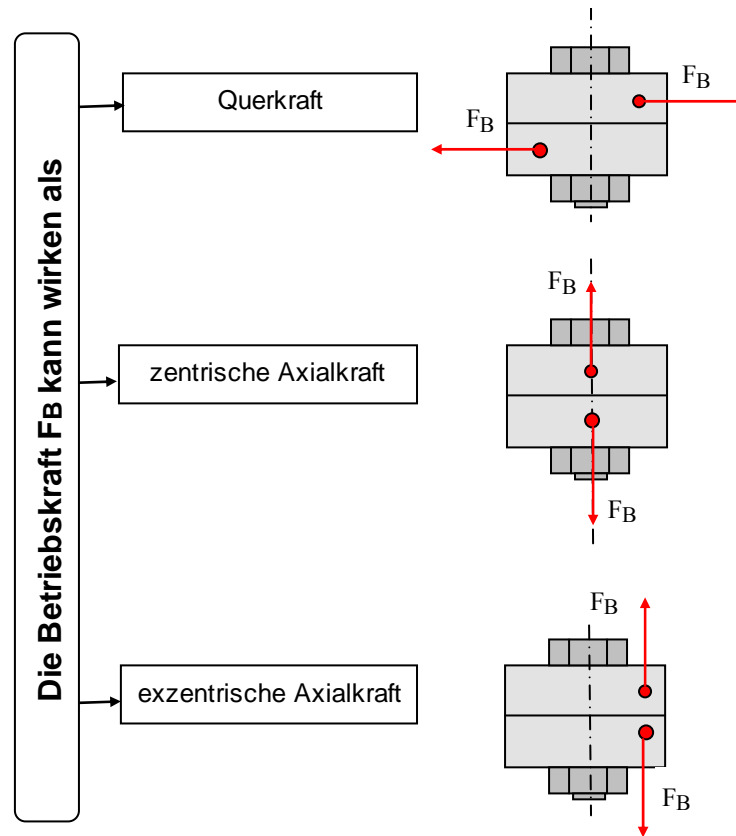 Die Betriebskraft FB kann wirken als
Querkraft
FB
FB
zentrische Axialkraft
FB
FB
exzentrische Axialkraft
FB
FB